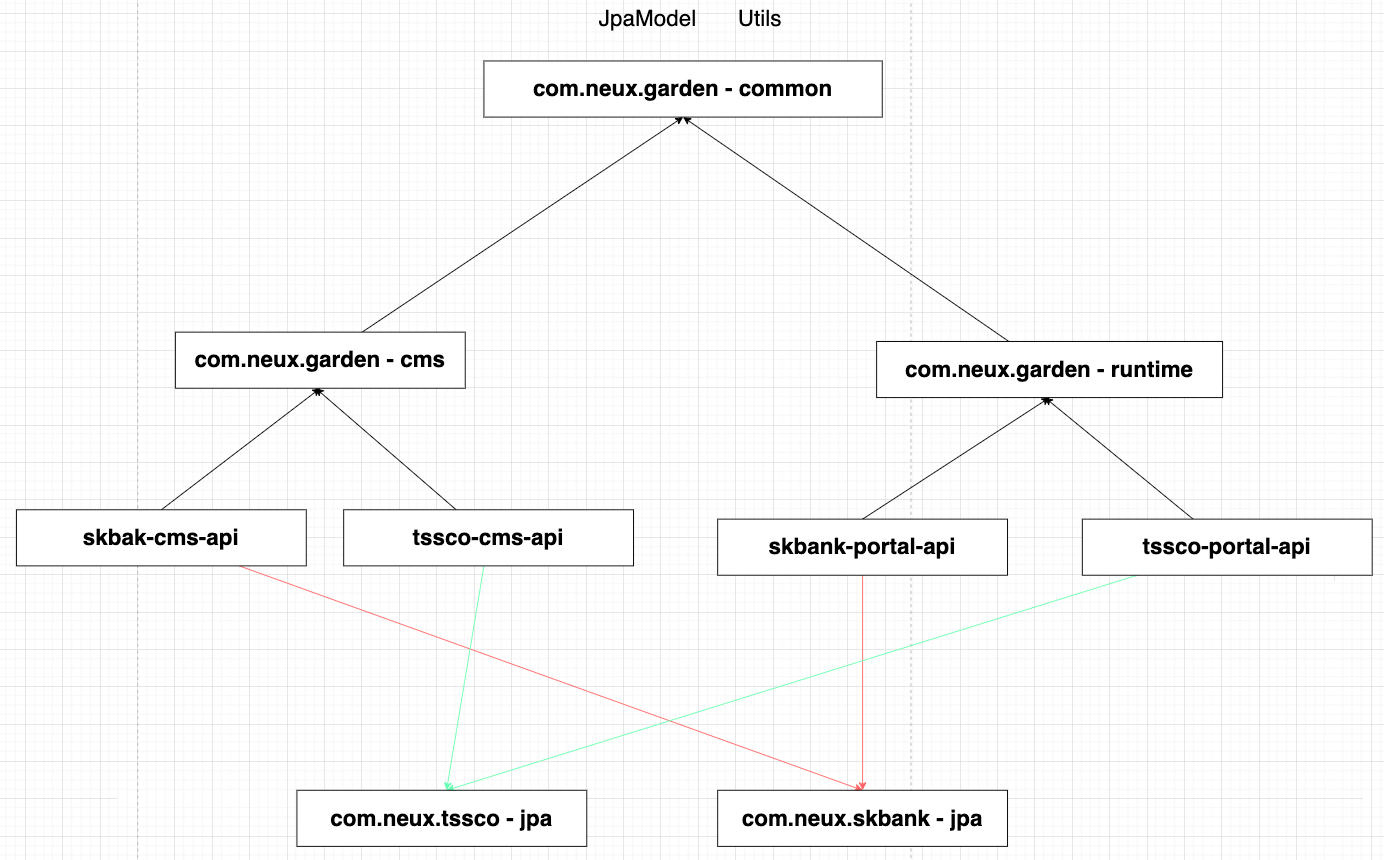 JpaModel Utils
com.neux.garden - common
com.neux.garden - cms
com.neux.garden - runtime
skbak-cms-api
tssco-cms-api
skbank-portal-api
tssco-portal-api
com.neux.tssco - jpa
com.neux.skbank - jpa